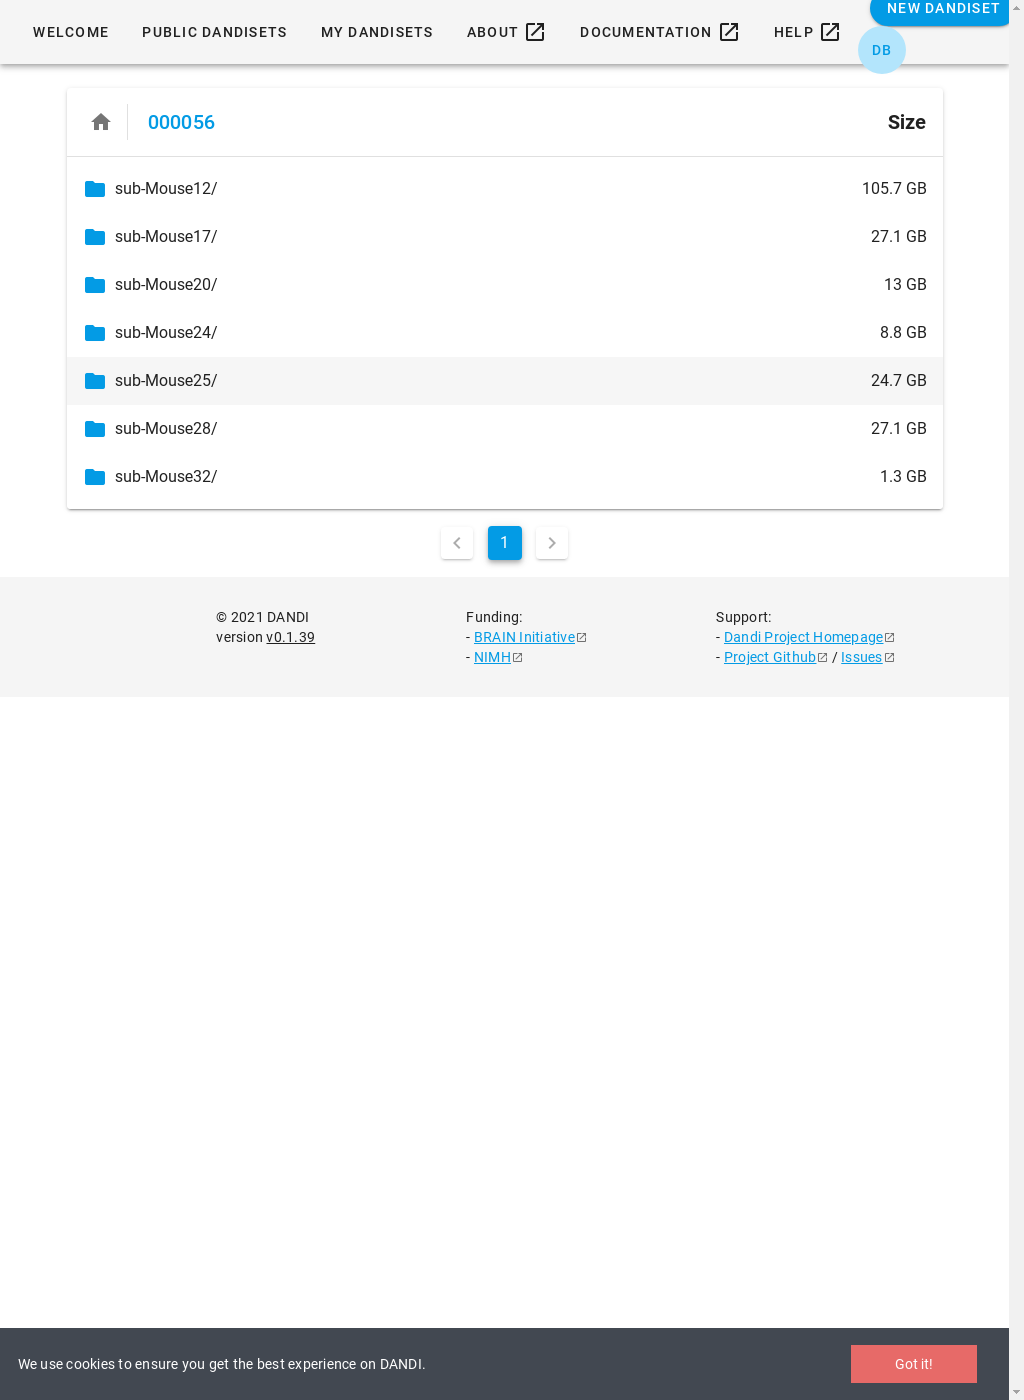 NEW DANDISET
WELCOME PUBLIC DANDISETS MY DANDISETS ABOUT DOCUMENTATION HELP
DB
000056 Size
sub-Mouse12/ 105.7 GB
sub-Mouse17/ 27.1 GB
sub-Mouse20/ 13 GB
sub-Mouse24/ 8.8 GB
sub-Mouse25/ 24.7 GB
sub-Mouse28/ 27.1 GB
sub-Mouse32/ 1.3 GB
1
© 2021 DANDI
version v0.1.39
Funding:
- BRAIN Initiative
- NIMH
Support:
- Dandi Project Homepage
- Project Github / Issues
We use cookies to ensure you get the best experience on DANDI.
Got it!